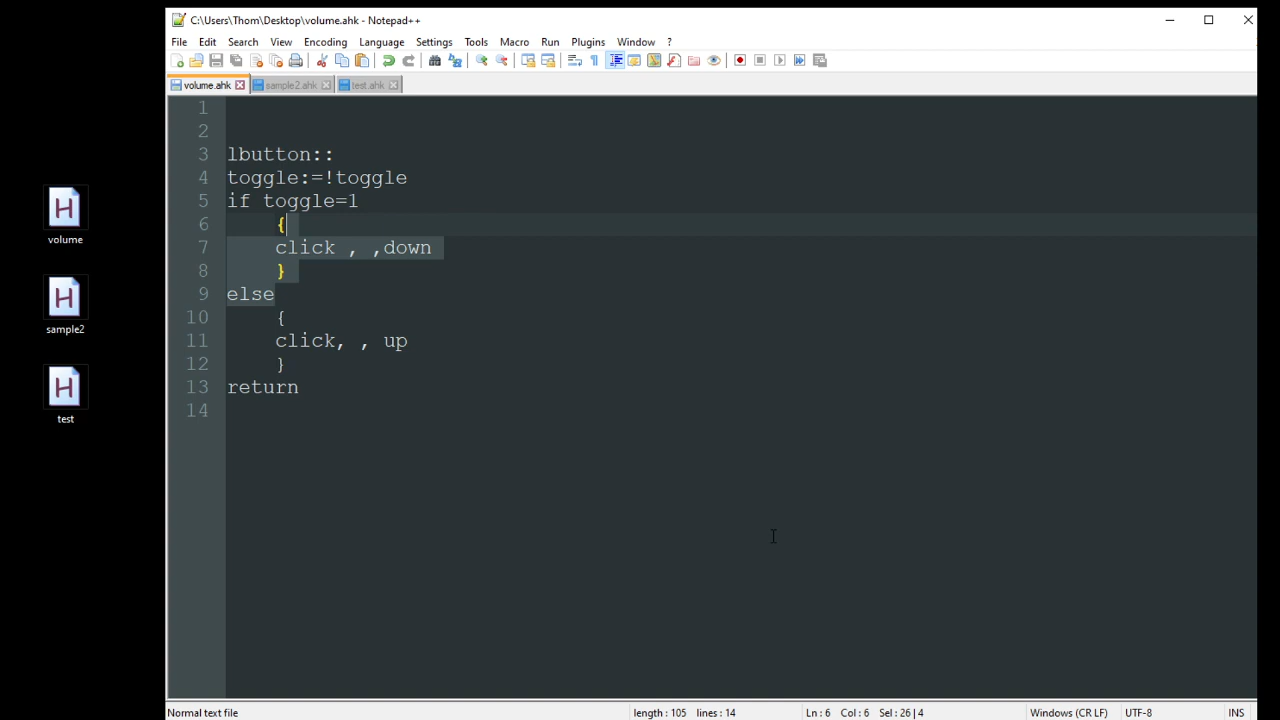 C:\Users\Thom\Desktop\volume.ahk - Notepad++
File Edit Search View Encoding Language Settings Tools Macro Run Plugins Window ?
volume.ahk sample2.ahk test.ahk
1
2
3 lbutton::
4 toggle:=!toggle
5 if toggle=1
6 {
7 click , ,down
8 }
9 else
10 {
11 click, , up
12 }
13 return
14
volume
sample2
test
Normal text file length : 105 lines : 14 Ln : 6 Col : 6 Sel : 26 | 4 Windows (CR LF) UTF-8 INS